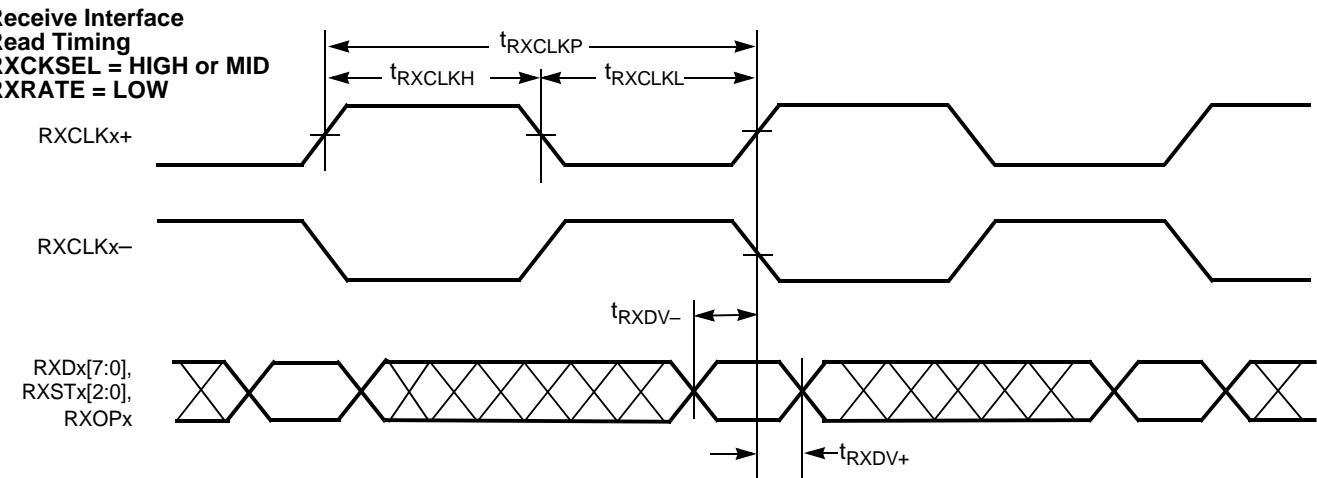 Receive Interface
Read Timing
RXCKSEL = HIGH or MID
RXRATE = LOW
tRXCLKP
tRXCLKH
tRXCLKL
RXCLKx+
RXCLKx–
tRXDV–
RXDx[7:0],
RXSTx[2:0],
RXOPx
tRXDV+